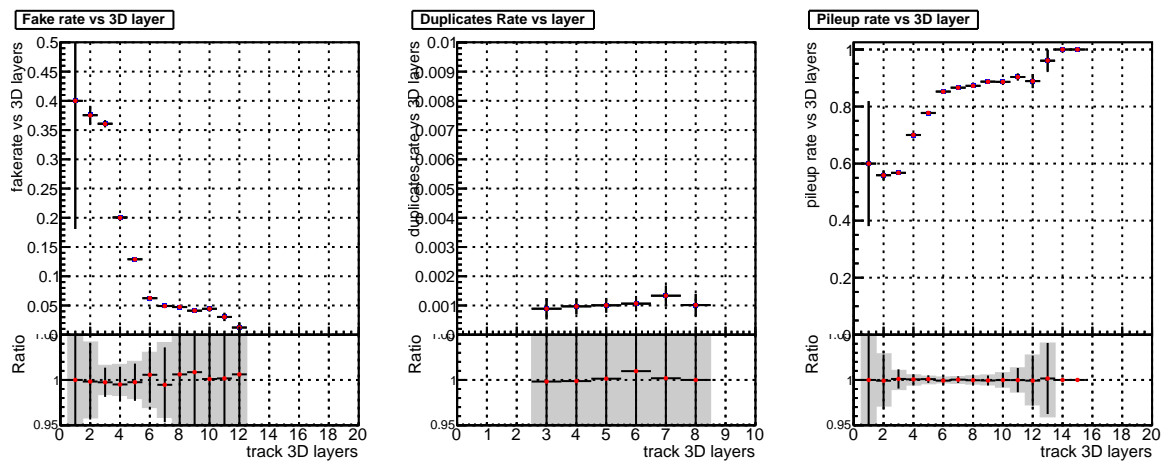 Fake rate vs 3D layer
fakerate vs 3D layers
0.5
0.45
0.4
0.35
0.3
0.25
0.2
0.15
0.1
0.05
0
Ratio
1
0.95
0 2 4 6 8 10 12 14 16 18 20
track 3D layers
Duplicates Rate vs layer
duplicates rate vs 3D layers
0.01
0.009
0.008
0.007
0.006
0.005
0.004
0.003
0.002
0.001
0
Ratio
1
0.95
0 1 2 3 4 5 6 7 8 9 10
track 3D layers
Pileup rate vs 3D layer
pileup rate vs 3D layers
1
0.8
0.6
0.4
0.2
0
Ratio
1
0.95
0 2 4 6 8 10 12 14 16 18 20
track 3D layers